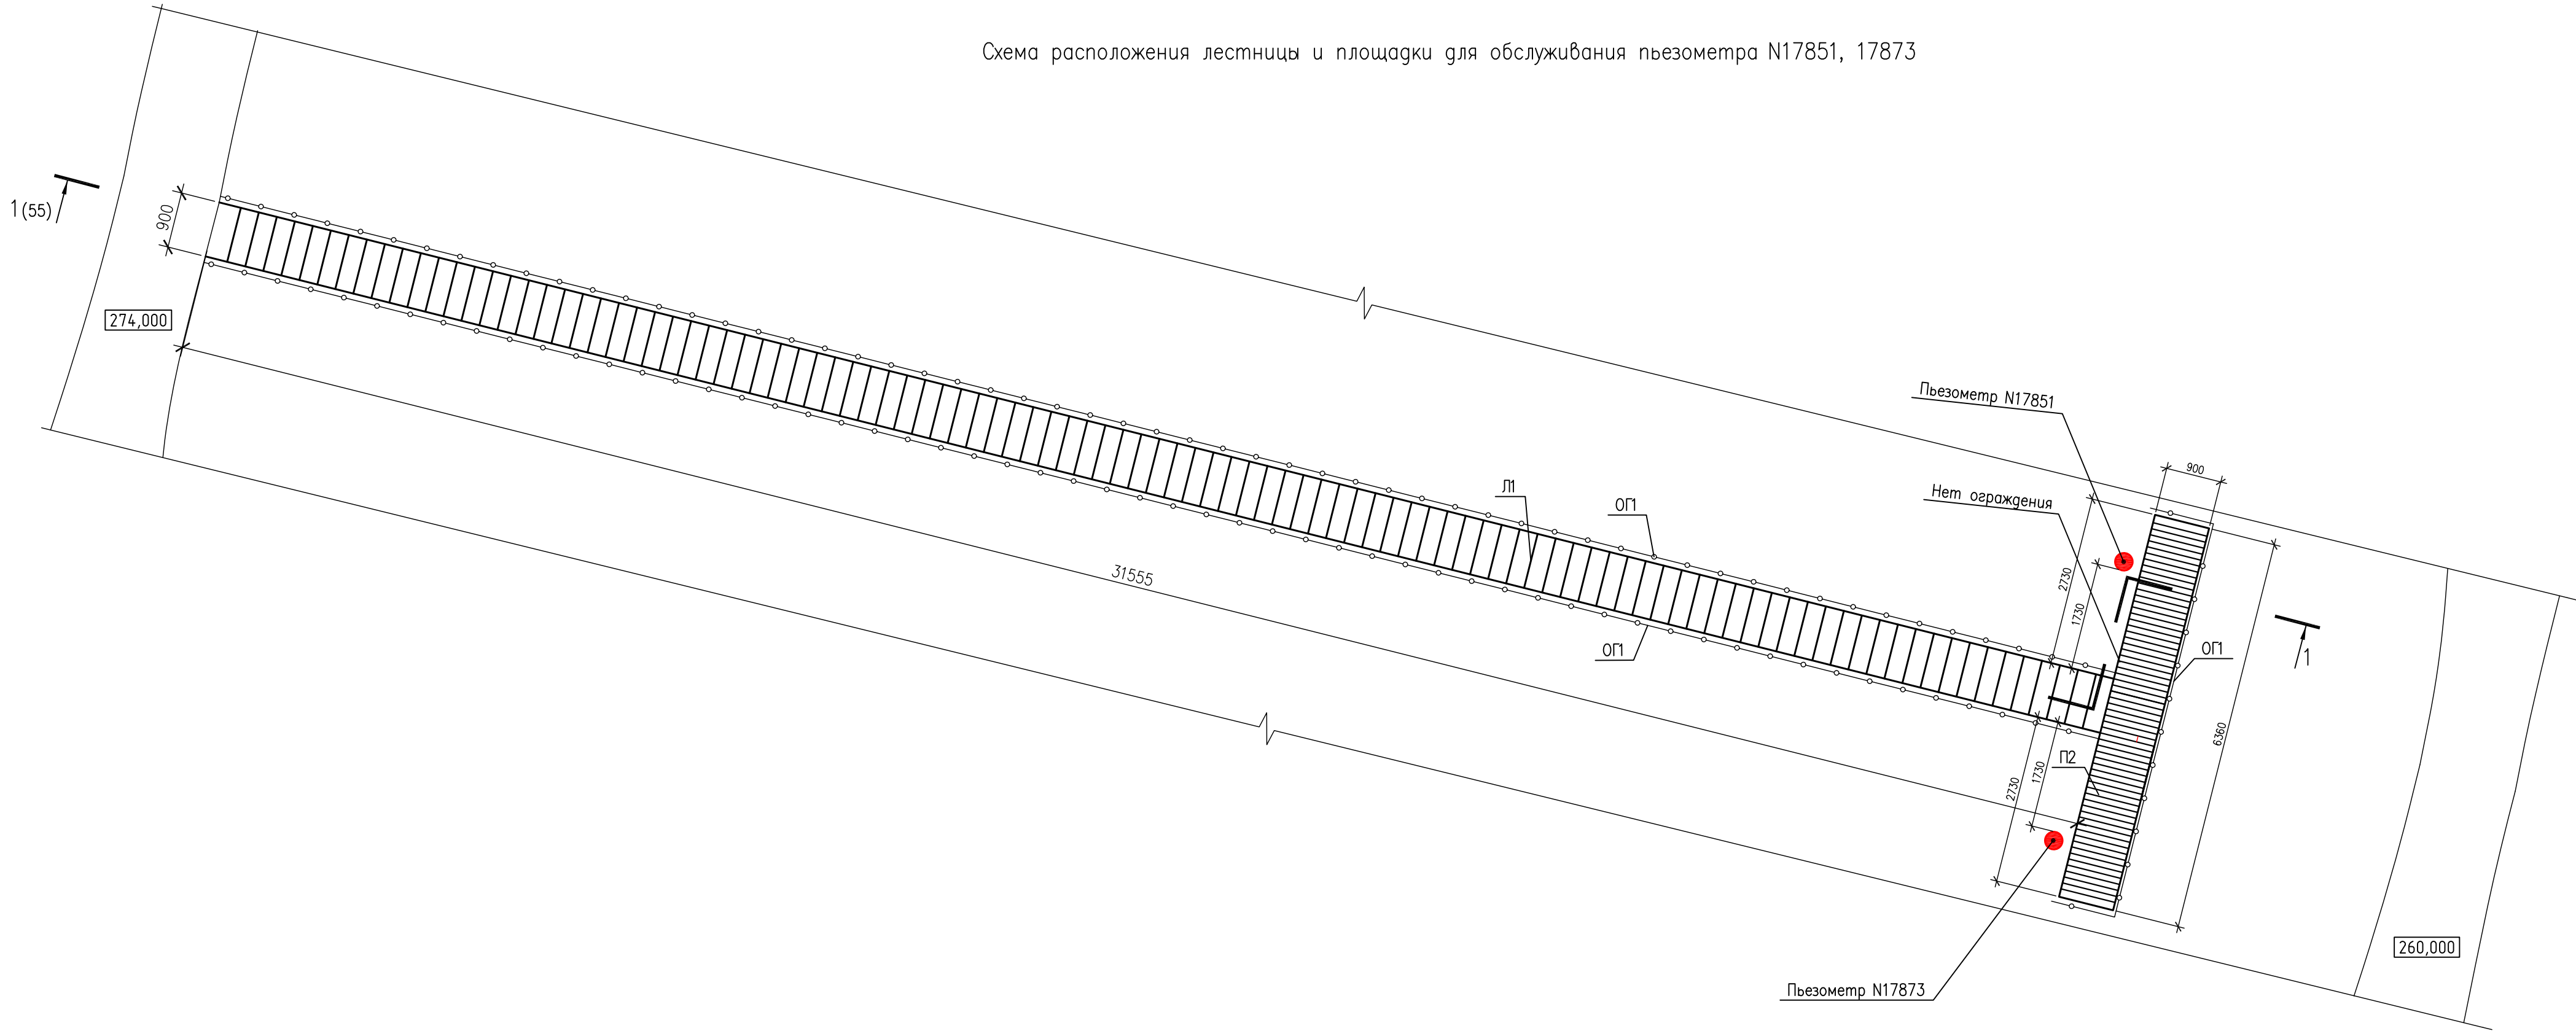 Схема расположения лестницы и площадки для обслуживания пьезометра N17851, 17873
1 (55)
900
274,000
Пьезометр N17851
900
Нет ограждения
Л1
ОГ1
31555
2730
1730
ОГ1
1
ОГ1
6360
П2
1730
2730
260,000
Пьезометр N17873